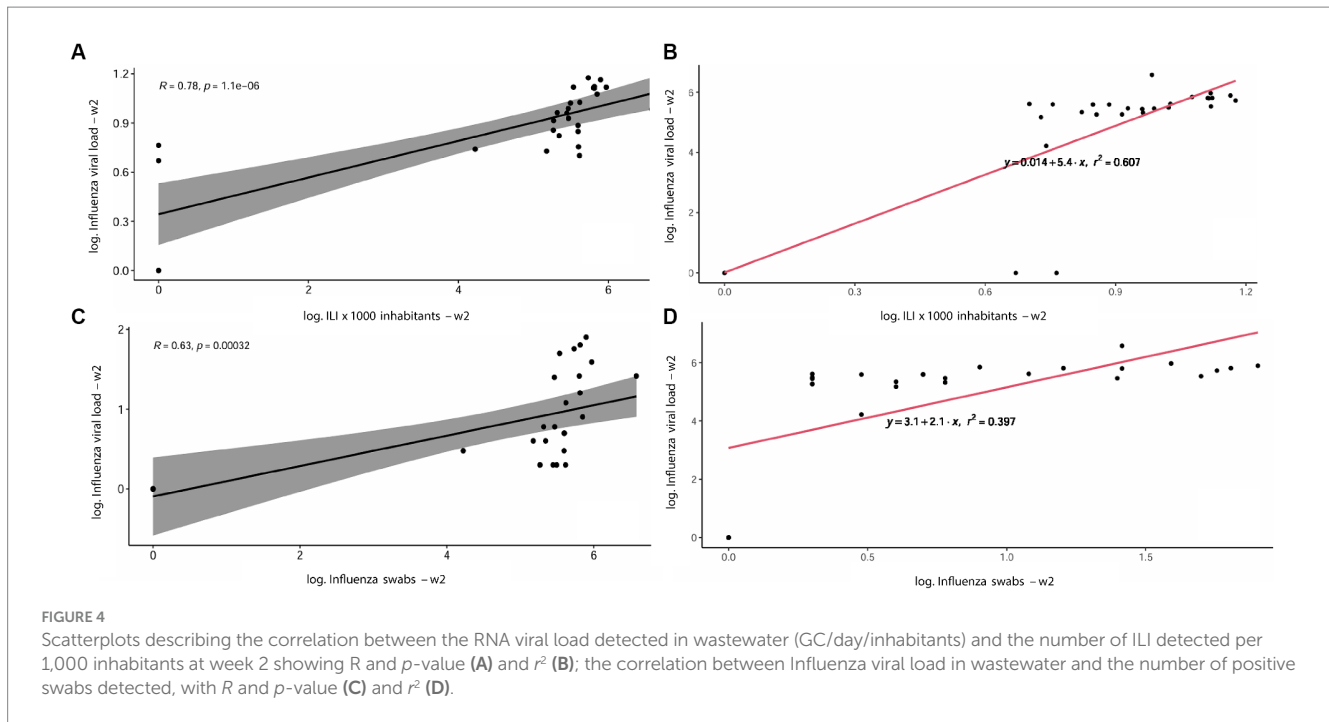 A
R = 0.78, p = 1.1e−06
log. Influenza viral load − w2
1.2
0.9
0.6
0.3
0.0
0
2
4
6
log. ILI x 1000 inhabitants − w2
B
y = 0.014 + 5.4 · x, r² = 0.607
log. Influenza viral load − w2
6
4
2
0
0.0
0.3
0.6
0.9
1.2
log. ILI x 1000 inhabitants − w2
C
R = 0.63, p = 0.00032
log. Influenza viral load − w2
2
1
0
0
2
4
6
log. Influenza swabs − w2
D
y = 3.1 + 2.1 · x, r² = 0.397
log. Influenza viral load − w2
6
4
2
0
0.0
0.5
1.0
1.5
log. Influenza swabs − w2
FIGURE 4
Scatterplots describing the correlation between the RNA viral load detected in wastewater (GC/day/inhabitants) and the number of ILI detected per
1,000 inhabitants at week 2 showing R and p-value (A) and r² (B); the correlation between Influenza viral load in wastewater and the number of positive
swabs detected, with R and p-value (C) and r² (D).